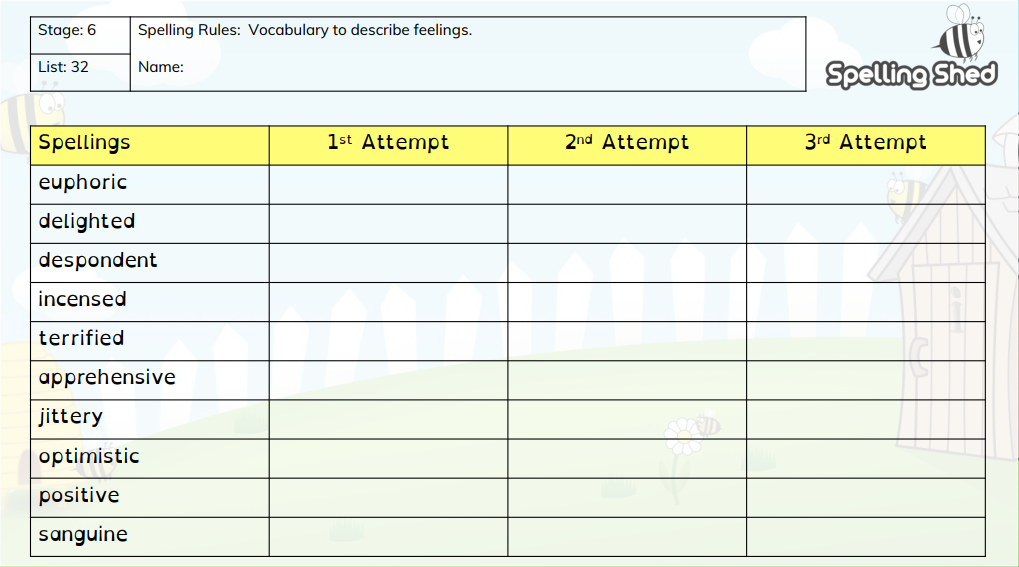 Stage: 6
Spelling Rules: Vocabulary to describe feelings.
List: 32
Name:
Spelling Shed
Spellings
1st Attempt
2nd Attempt
3rd Attempt
euphoric
delighted
despondent
incensed
terrified
apprehensive
jittery
optimistic
positive
sanguine